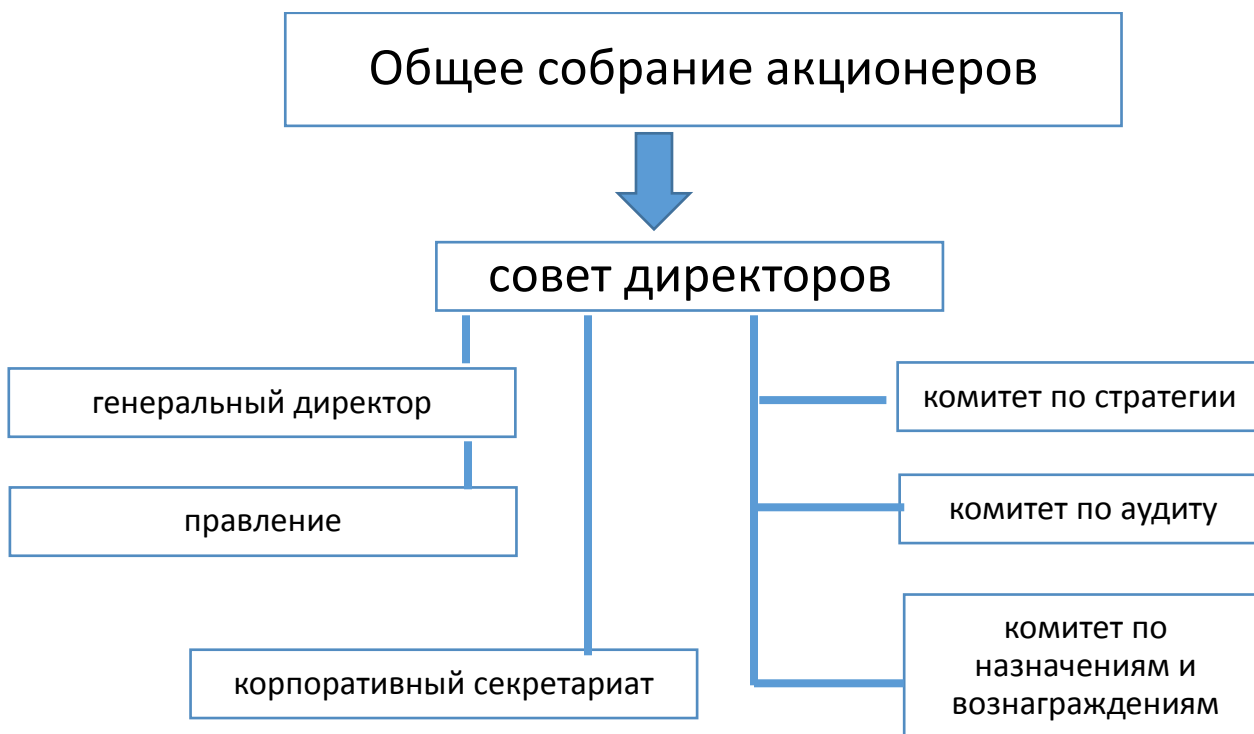 Общее собрание акционеров
совет директоров
генеральный директор
правление
корпоративный секретариат
комитет по стратегии
комитет по аудиту
комитет по
назначениям и
вознаграждениям